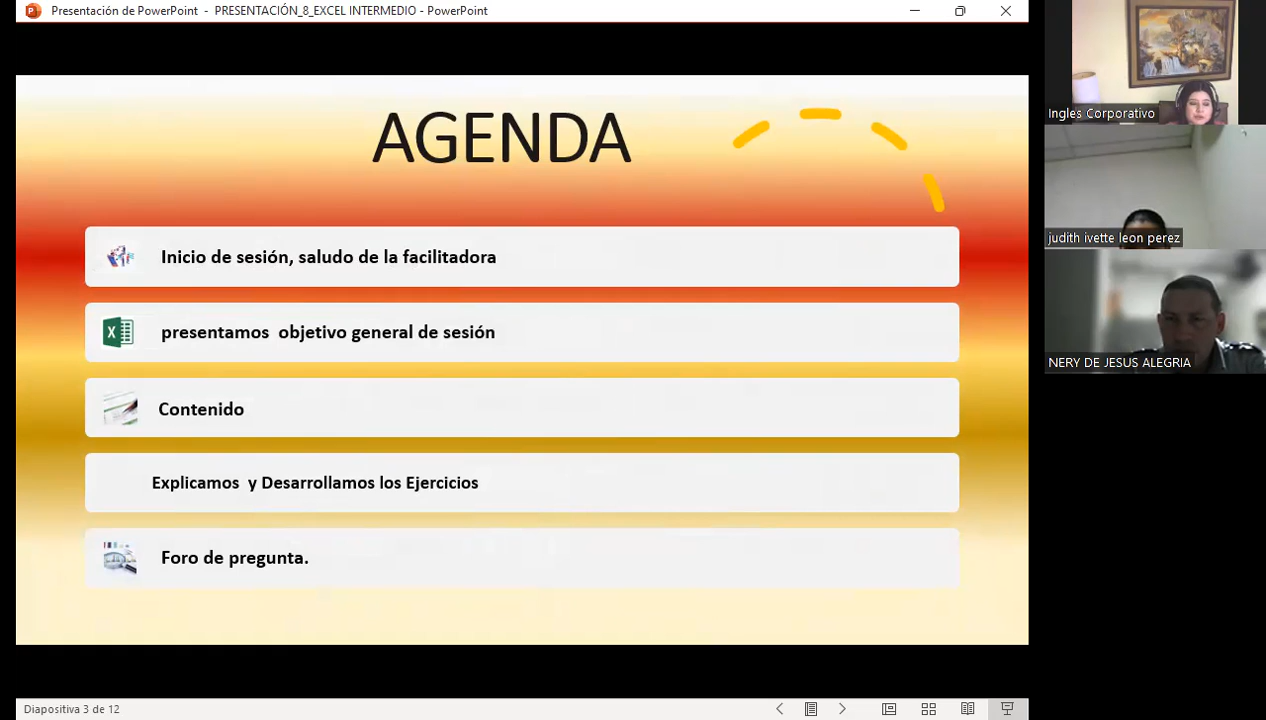 Presentación de PowerPoint - PRESENTACIÓN_8_EXCEL INTERMEDIO - PowerPoint
AGENDA
Inicio de sesión, saludo de la facilitadora
presentamos objetivo general de sesión
Contenido
Explicamos y Desarrollamos los Ejercicios
Foro de pregunta.
Diapositiva 3 de 12
Ingles Corporativo
judith ivette leon perez
NERY DE JESUS ALEGRIA